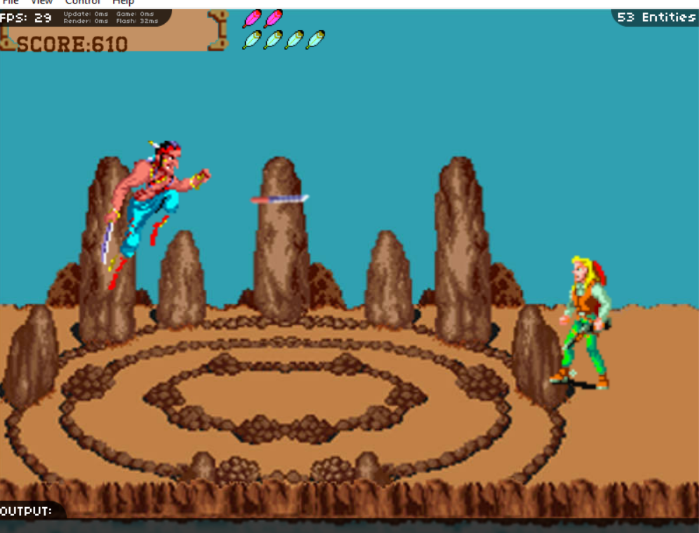 File View Control Help
FPS: 29
Update: 0ms Game: 0ms
Render: 0ms Flash: 32ms
53 Entities
SCORE:610
OUTPUT: